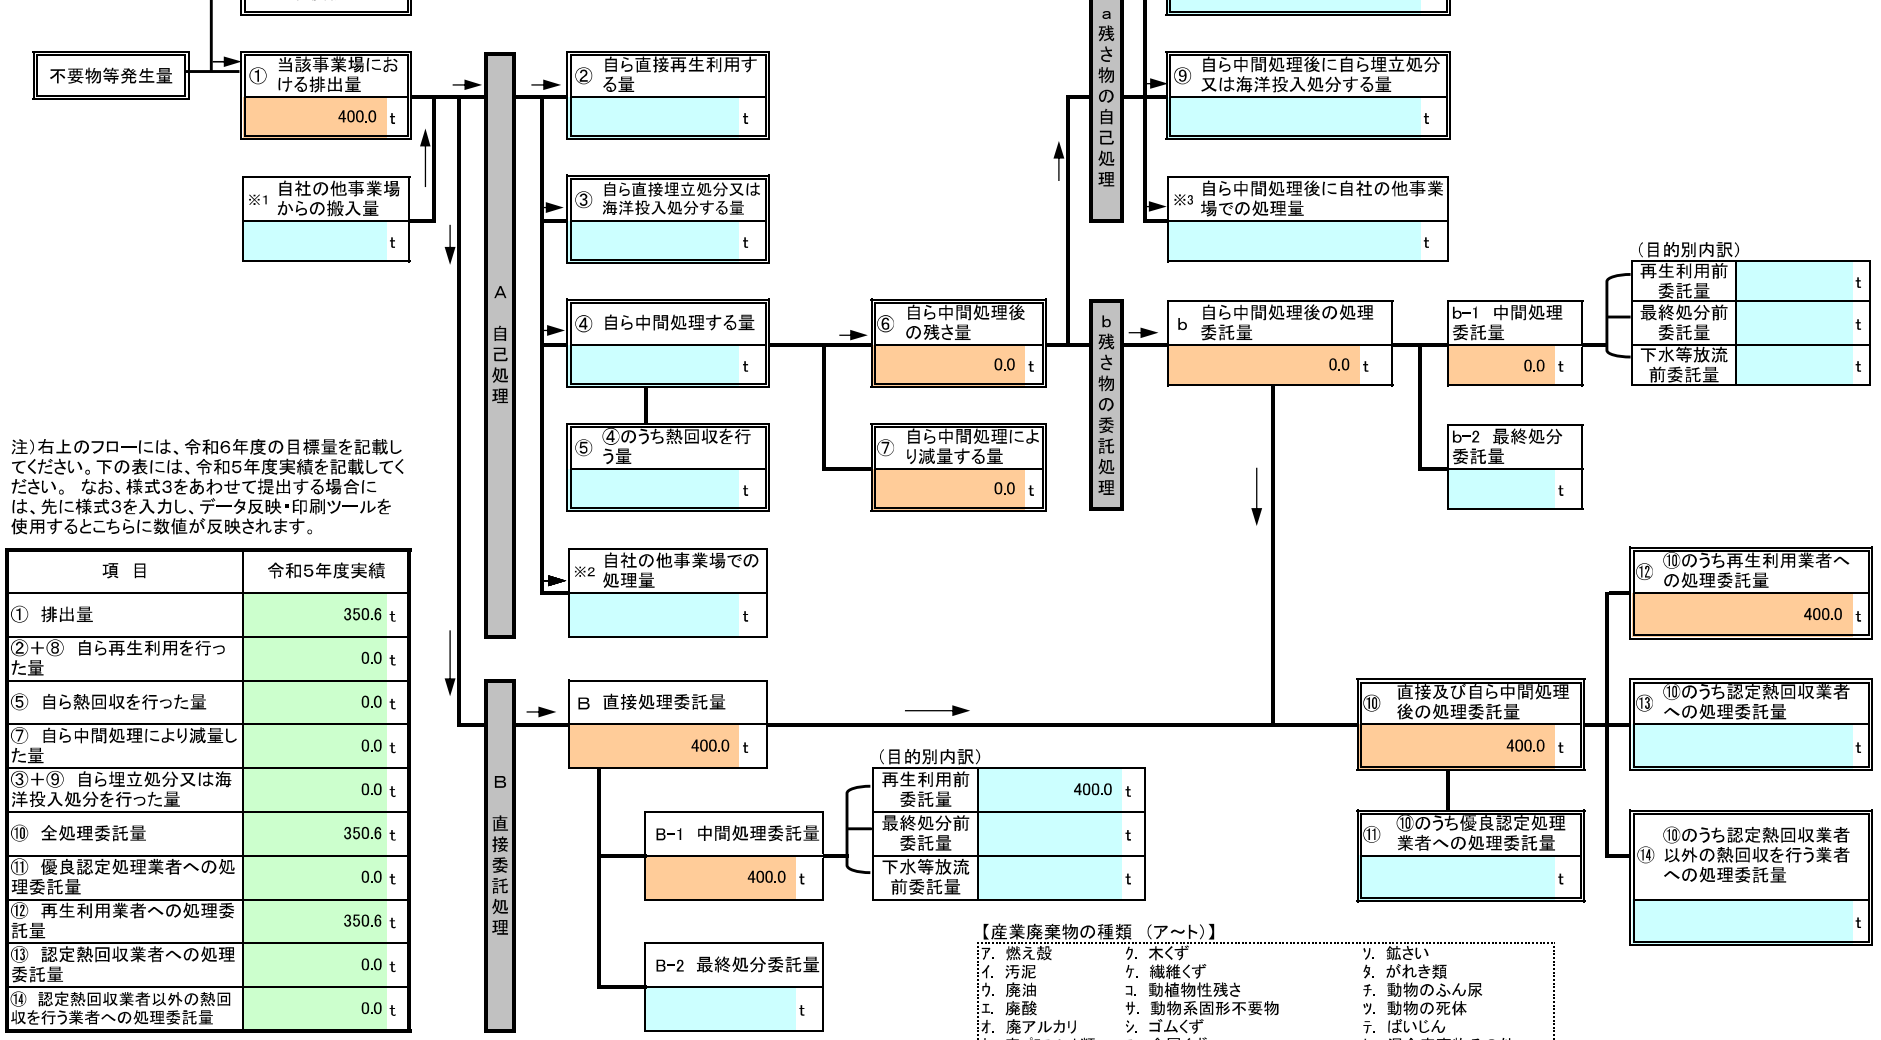 不要物等発生量
① 当該事業場にお
ける排出量
400.0 t
※1 自社の他事業場
からの搬入量
t
A 自己処理
② 自ら直接再生利用す
る量
t
③ 自ら直接埋立処分又は
海洋投入処分する量
t
④ 自ら中間処理する量
t
⑤ ④のうち熱回収を行
う量
t
※2 自社の他事業場での
処理量
t
⑥ 自ら中間処理後
の残さ量
0.0 t
⑦ 自ら中間処理によ
り減量する量
0.0 t
a 残さ物の自己処理
t
⑨ 自ら中間処理後に自ら埋立処分
又は海洋投入処分する量
t
※3 自ら中間処理後に自社の他事業
場での処理量
t
b 残さ物の委託処理
b 自ら中間処理後の処理
委託量
0.0 t
b-1 中間処理
委託量
0.0 t
b-2 最終処分
委託量
t
(目的別内訳)
再生利用前
委託量 t
最終処分前
委託量 t
下水等放流
前委託量 t
注)右上のフローには、令和6年度の目標量を記載し
てください。下の表には、令和5年度実績を記載してく
ださい。 なお、様式3をあわせて提出する場合に
は、先に様式3を入力し、データ反映・印刷ツールを
使用するとこちらに数値が反映されます。
項 目 令和5年度実績
① 排出量 350.6 t
②+⑧ 自ら再生利用を行っ
た量 0.0 t
⑤ 自ら熱回収を行った量 0.0 t
⑦ 自ら中間処理により減量し
た量 0.0 t
③+⑨ 自ら埋立処分又は海
洋投入処分を行った量 0.0 t
⑩ 全処理委託量 350.6 t
⑪ 優良認定処理業者への処
理委託量 0.0 t
⑫ 再生利用業者への処理委
託量 350.6 t
⑬ 認定熱回収業者への処理
委託量 0.0 t
⑭ 認定熱回収業者以外の熱回
収を行う業者への処理委託量 0.0 t
B 直接委託処理
B 直接処理委託量
400.0 t
B-1 中間処理委託量
400.0 t
B-2 最終処分委託量
t
(目的別内訳)
再生利用前
委託量 400.0 t
最終処分前
委託量
下水等放流
前委託量 t
⑩ 直接及び自ら中間処理
後の処理委託量
400.0 t
⑪ ⑩のうち優良認定処理
業者への処理委託量
t
⑫ ⑩のうち再生利用業者へ
の処理委託量
400.0 t
⑬ ⑩のうち認定熱回収業者
への処理委託量
t
⑭ ⑩のうち認定熱回収業者
以外の熱回収を行う業者
への処理委託量
t
【産業廃棄物の種類 (ア~ト)】
ア. 燃え殻 ク. 木くず ソ. 鉱さい
イ. 汚泥 ケ. 繊維くず タ. がれき類
ウ. 廃油 コ. 動植物性残さ チ. 動物のふん尿
エ. 廃酸 サ. 動物系固形不要物 ツ. 動物の死体
オ. 廃アルカリ シ. ゴムくず テ. ばいじん